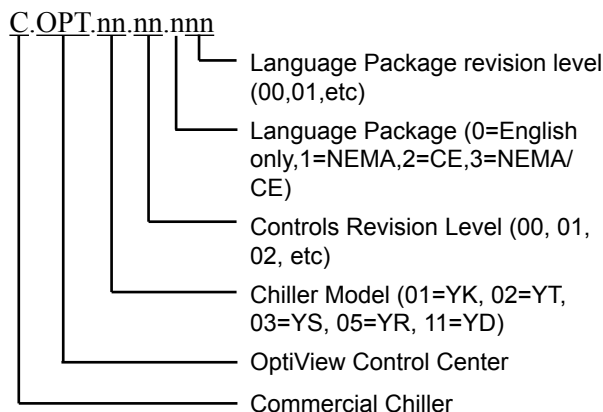 C.OPT.nn.nn.nnn
Language Package revision level
(00,01,etc)
Language Package (0=English
only,1=NEMA,2=CE,3=NEMA/
CE)
Controls Revision Level (00, 01,
02, etc)
Chiller Model (01=YK, 02=YT,
03=YS, 05=YR, 11=YD)
OptiView Control Center
Commercial Chiller